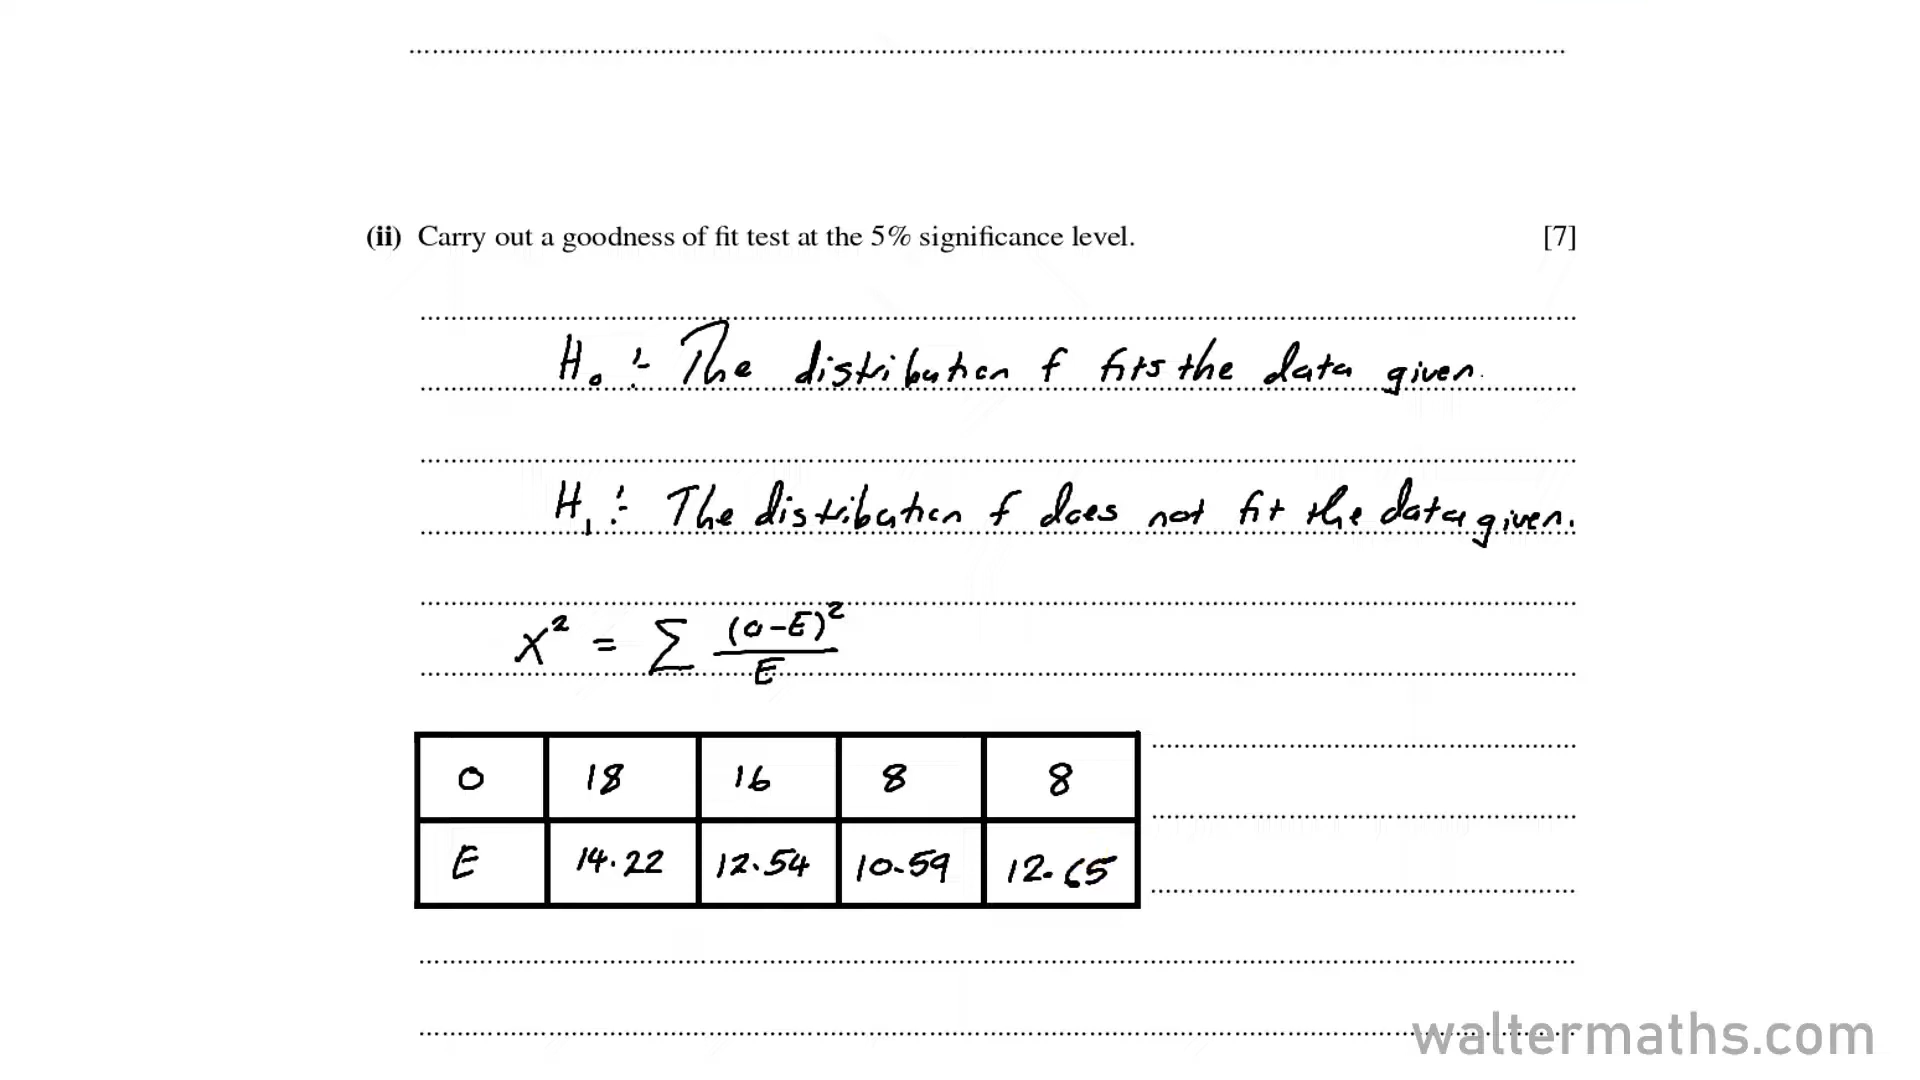 (ii) Carry out a goodness of fit test at the 5% significance level. [7]
H₀ :- The distribution f fits the data given.
H₁ :- The distribution f does not fit the data given.
X² = ∑ (O-E)² / E
O 18 16 8 8
E 14.22 12.54 10.59 12.65
waltermaths.com